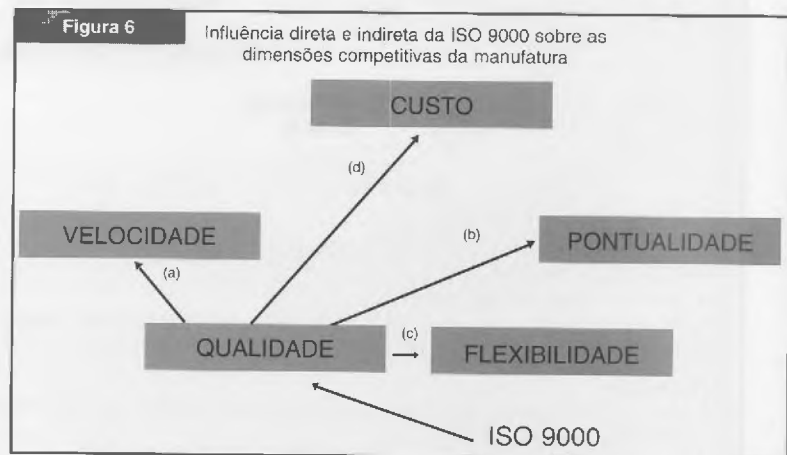 Figura 6
Influência direta e indireta da ISO 9000 sobre as
dimensões competitivas da manufatura
CUSTO
(d)
VELOCIDADE
(b)
PONTUALIDADE
(a)
QUALIDADE
(c)
FLEXIBILIDADE
ISO 9000